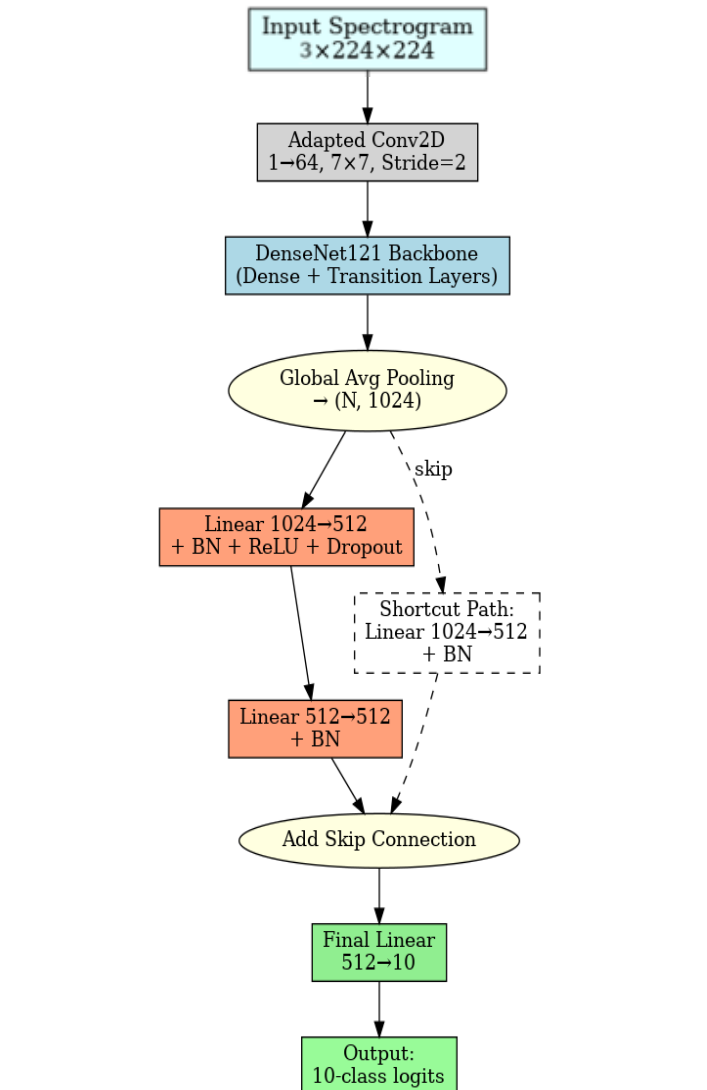 Input Spectrogram
3×224×224
Adapted Conv2D
1→64, 7×7, Stride=2
DenseNet121 Backbone
(Dense + Transition Layers)
Global Avg Pooling
→ (N, 1024)
skip
Linear 1024→512
+ BN + ReLU + Dropout
Shortcut Path:
Linear 1024→512
+ BN
Linear 512→512
+ BN
Add Skip Connection
Final Linear
512→10
Output:
10-class logits